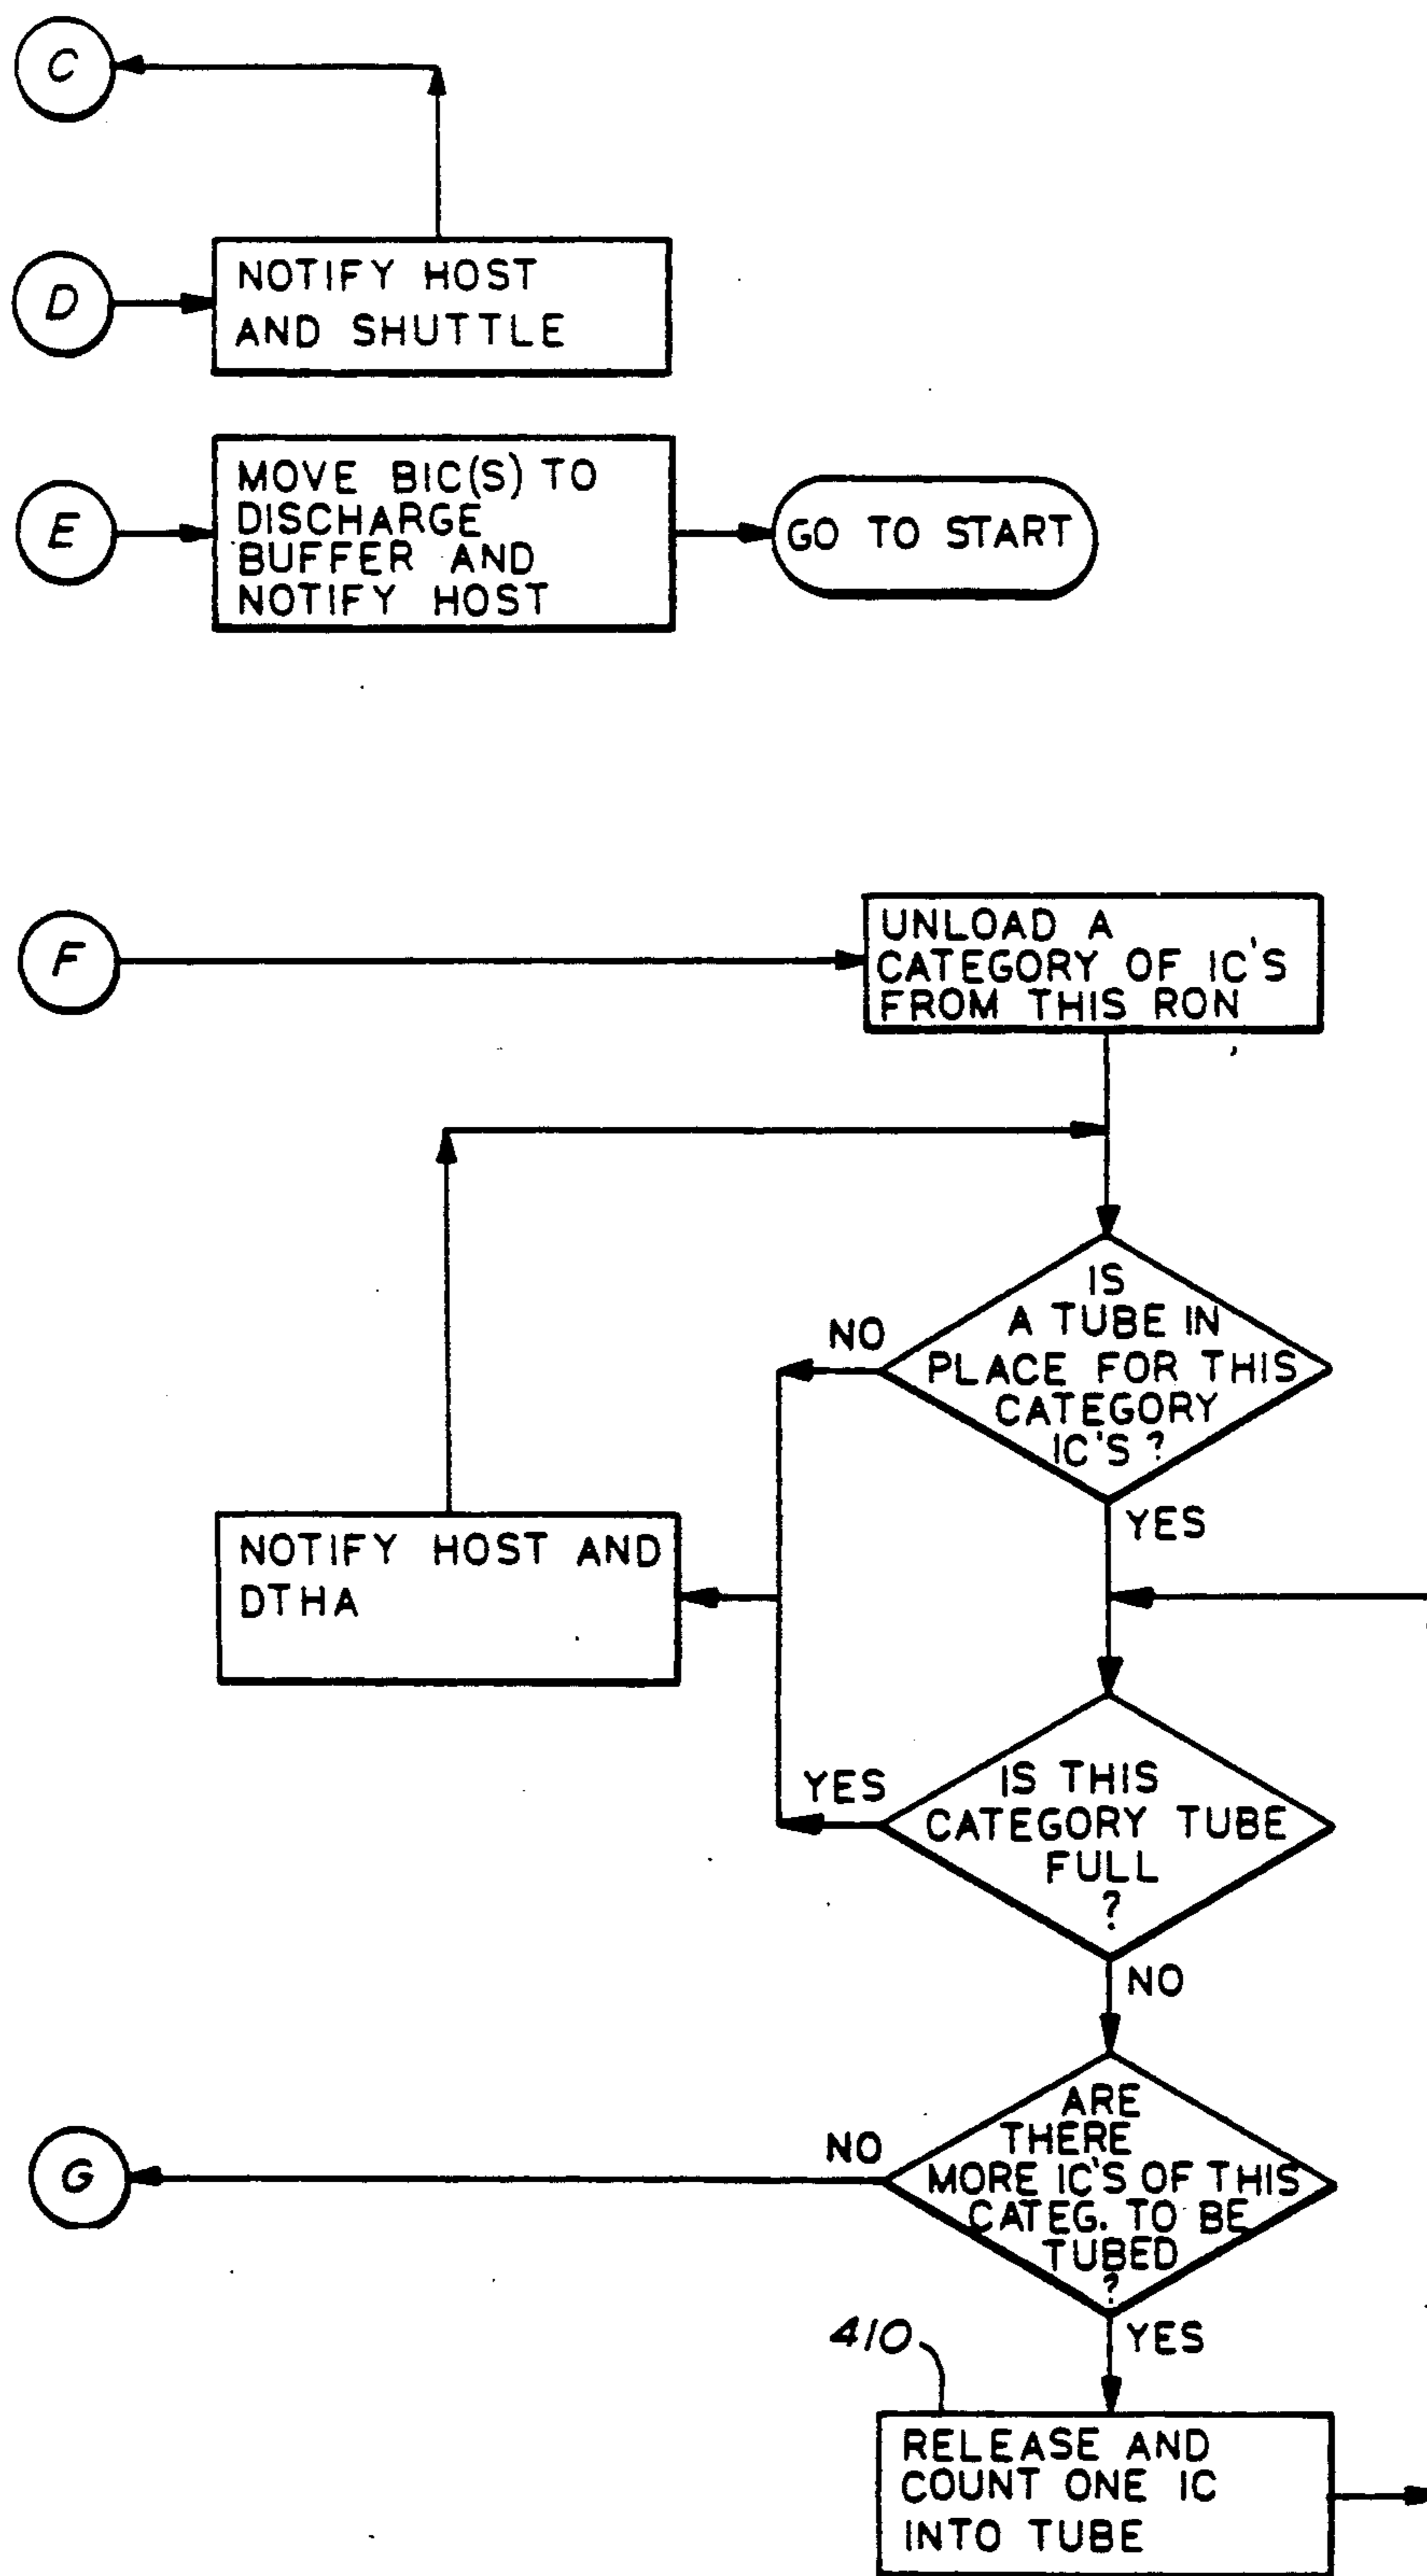 C
D
NOTIFY HOST
AND SHUTTLE
E
MOVE BIC(S) TO
DISCHARGE
BUFFER AND
NOTIFY HOST
GO TO START
F
UNLOAD A
CATEGORY OF IC'S
FROM THIS RON
IS
A TUBE IN
PLACE FOR THIS
CATEGORY
IC'S ?
NO
YES
NOTIFY HOST AND
DTHA
IS THIS
CATEGORY TUBE
FULL
?
YES
NO
ARE
THERE
MORE IC'S OF THIS
CATEG. TO BE
TUBED
?
NO
G
YES
410
RELEASE AND
COUNT ONE IC
INTO TUBE